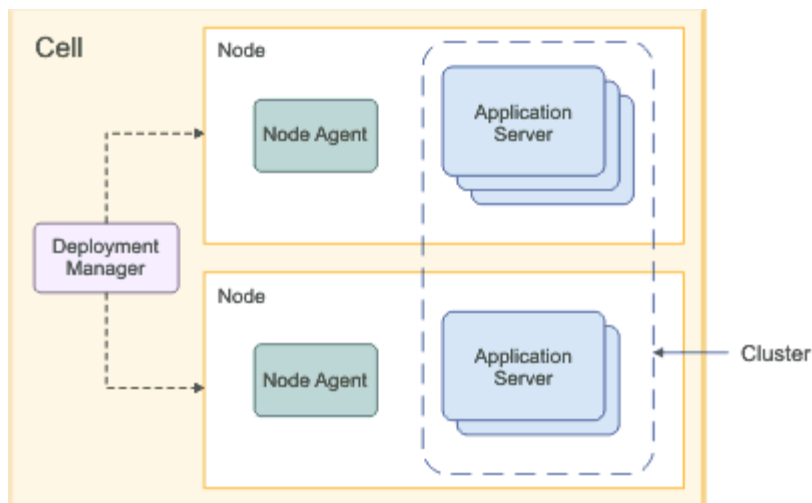 Cell
Node
Node Agent
Application
Server
Deployment
Manager
Node
Node Agent
Application
Server
Cluster